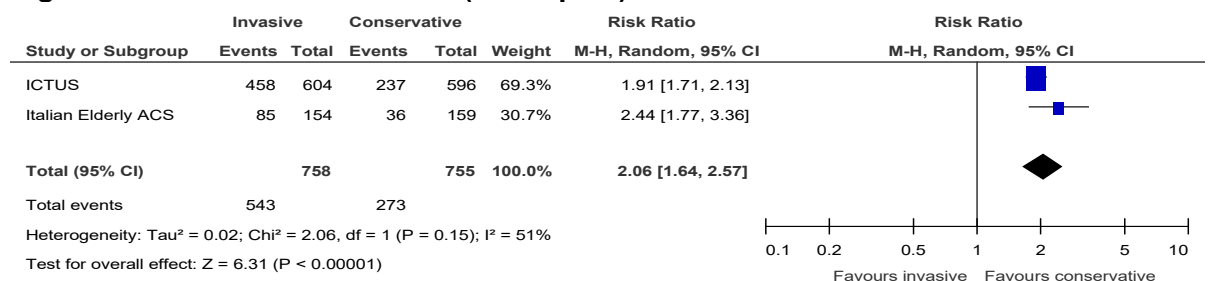 Invasive Conservative Risk Ratio Risk Ratio
Study or Subgroup Events Total Events Total Weight M-H, Random, 95% CI M-H, Random, 95% CI
ICTUS 458 604 237 596 69.3% 1.91 [1.71, 2.13]
Italian Elderly ACS 85 154 36 159 30.7% 2.44 [1.77, 3.36]
Total (95% CI) 758 755 100.0% 2.06 [1.64, 2.57]
Total events 543 273
Heterogeneity: Tau² = 0.02; Chi² = 2.06, df = 1 (P = 0.15); I² = 51%
Test for overall effect: Z = 6.31 (P < 0.00001)
0.1 0.2 0.5 1 2 5 10
Favours invasive Favours conservative